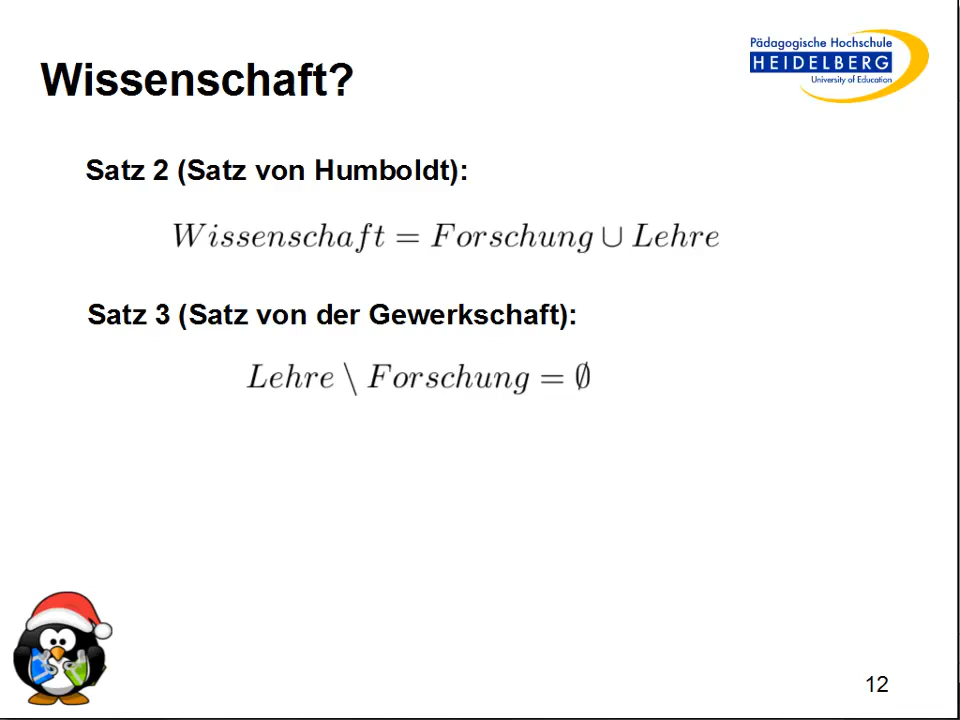 Wissenschaft?
Pädagogische Hochschule
HEIDELBERG
University of Education
Satz 2 (Satz von Humboldt):
Wissenschaft = Forschung ∪ Lehre
Satz 3 (Satz von der Gewerkschaft):
Lehre \ Forschung = ∅
12